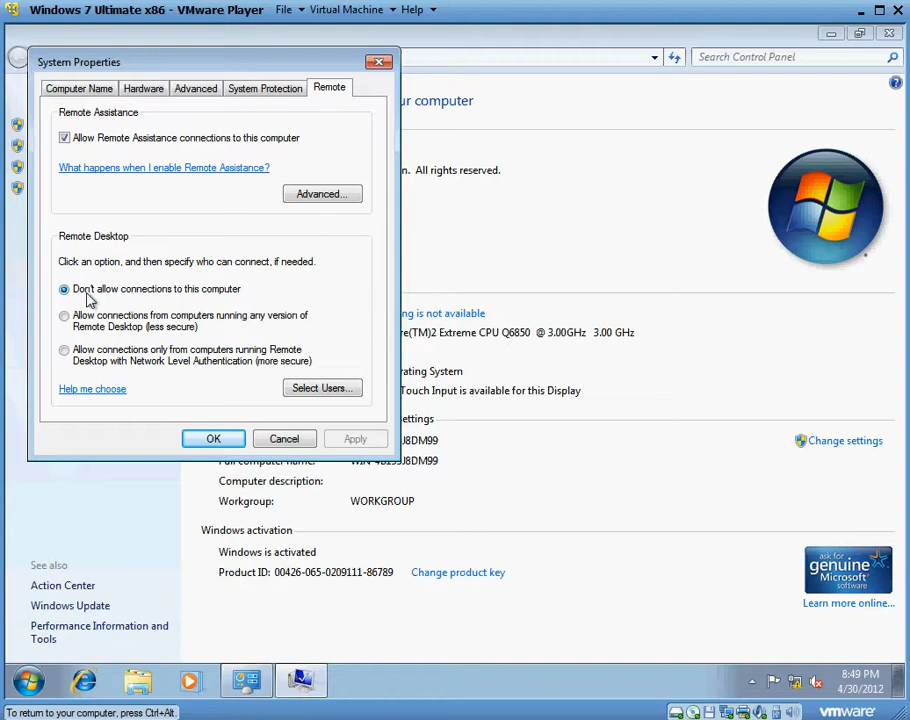 Windows 7 Ultimate x86 - VMware Player File Virtual Machine Help
Search Control Panel
System Properties
Computer Name Hardware Advanced System Protection Remote
ur computer
Remote Assistance
Allow Remote Assistance connections to this computer
What happens when I enable Remote Assistance?
n. All rights reserved.
Advanced...
Remote Desktop
Click an option, and then specify who can connect, if needed.
Don't allow connections to this computer
Allow connections from computers running any version of
Remote Desktop (less secure)
Allow connections only from computers running Remote
Desktop with Network Level Authentication (more secure)
Help me choose
Select Users...
OK Cancel Apply
ng is not available
re(TM)2 Extreme CPU Q6850 @ 3.00GHz 3.00 GHz
rating System
Touch Input is available for this Display
ettings
J8DM99
Change settings
J8DM99
Computer description:
Workgroup: WORKGROUP
Windows activation
Windows is activated
Product ID: 00426-065-0209111-86789 Change product key
ask for
genuine
Microsoft
software
Learn more online...
See also
Action Center
Windows Update
Performance Information and
Tools
8:49 PM
4/30/2012
To return to your computer, press Ctrl+Alt.
vmware